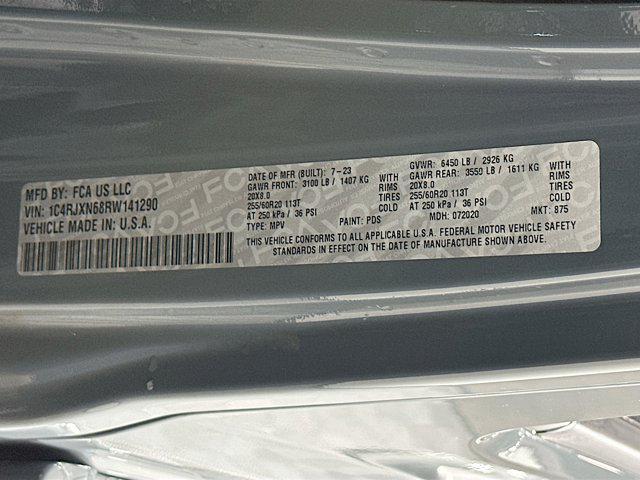 MFD BY: FCA US LLC
VIN: 1C4RJXN68RW141290
VEHICLE MADE IN: U.S.A.
DATE OF MFR (BUILT): 7-23
GAWR FRONT: 3100 LB / 1407 KG WITH
20X8.0 RIMS
255/60R20 113T TIRES
AT 250 kPa / 36 PSI COLD
TYPE: MPV PAINT: PDS
GVWR: 6450 LB / 2926 KG
GAWR REAR: 3550 LB / 1611 KG WITH
20X8.0 RIMS
255/60R20 113T TIRES
AT 250 kPa / 36 PSI COLD
MDH: 072020 MKT: 875
THIS VEHICLE CONFORMS TO ALL APPLICABLE U.S.A. FEDERAL MOTOR VEHICLE SAFETY
STANDARDS IN EFFECT ON THE DATE OF MANUFACTURE SHOWN ABOVE.